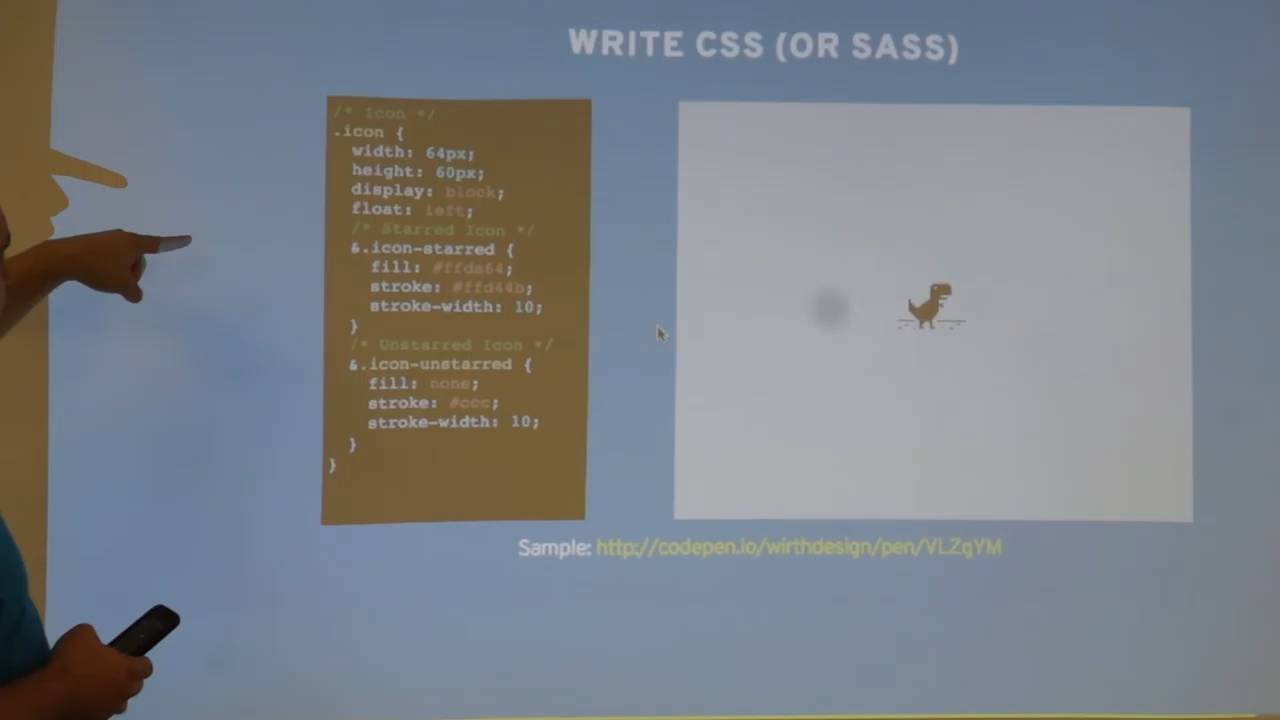 WRITE CSS (OR SASS)
/* Icon */
.icon {
width: 64px;
height: 60px;
display: block;
float: left;
/* Starred Icon */
&.icon-starred {
fill: #ffda64;
stroke: #ffd44b;
stroke-width: 10;
}
/* Unstarred Icon */
&.icon-unstarred {
fill: none;
stroke: #ccc;
stroke-width: 10;
}
}
Sample: http://codepen.io/wirthdesign/pen/VLZgYM